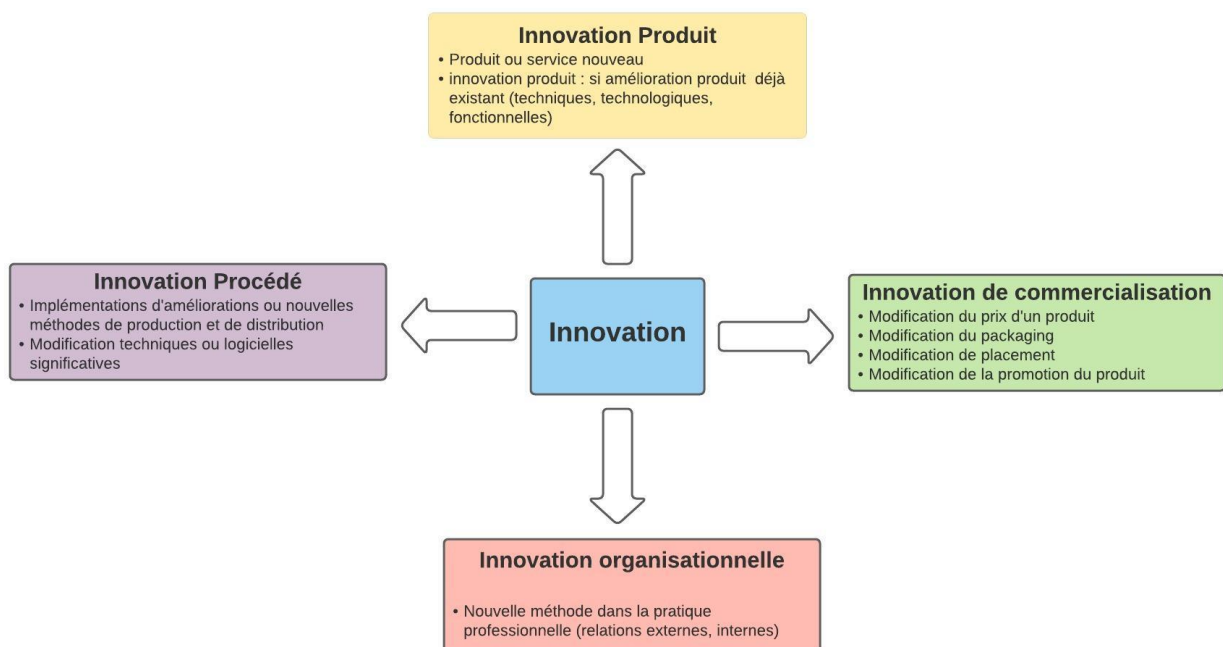 Innovation Produit
• Produit ou service nouveau
• innovation produit : si amélioration produit déjà
existant (techniques, technologiques,
fonctionnelles)
Innovation Procédé
• Implémentations d'améliorations ou nouvelles
méthodes de production et de distribution
• Modification techniques ou logicielles
significatives
Innovation
Innovation de commercialisation
• Modification du prix d'un produit
• Modification du packaging
• Modification de placement
• Modification de la promotion du produit
Innovation organisationnelle
• Nouvelle méthode dans la pratique
professionnelle (relations externes, internes)